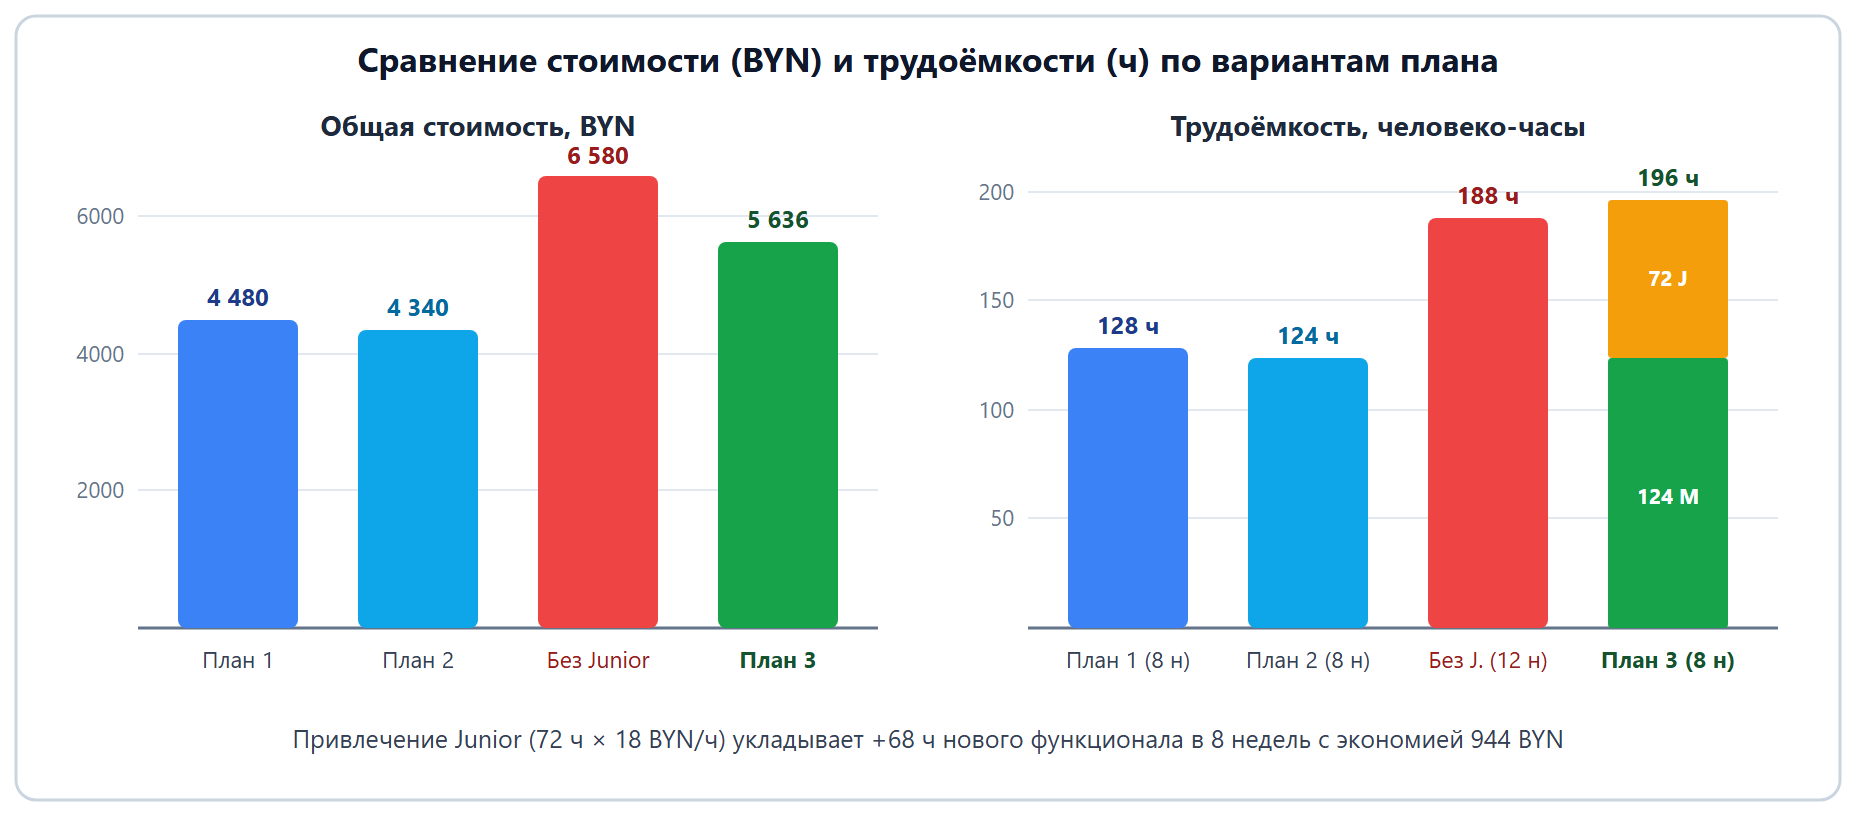 Сравнение стоимости (BYN) и трудоёмкости (ч) по вариантам плана
Общая стоимость, BYN
6 580
6000
5 636
4 480
4 340
4000
2000
План 1
План 2
Без Junior
План 3
Трудоёмкость, человеко-часы
196 ч
200
188 ч
72 J
150
128 ч
124 ч
100
124 M
50
План 1 (8 н)
План 2 (8 н)
Без J. (12 н)
План 3 (8 н)
Привлечение Junior (72 ч × 18 BYN/ч) укладывает +68 ч нового функционала в 8 недель с экономией 944 BYN